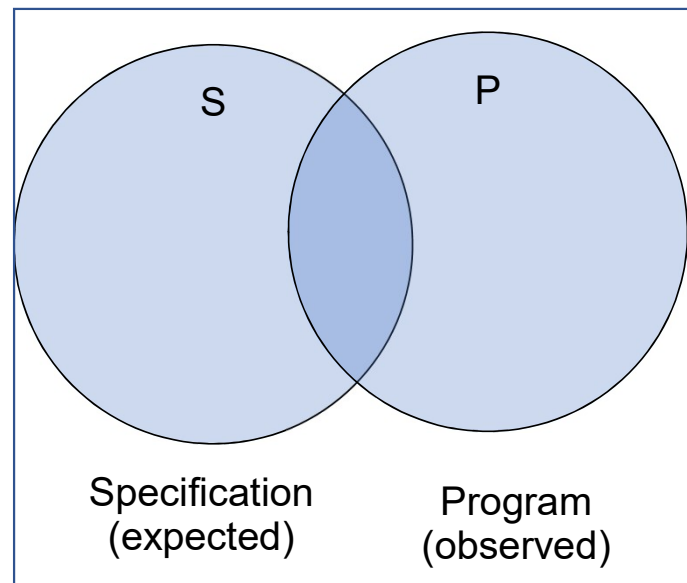 S
P
Specification
(expected)
Program
(observed)